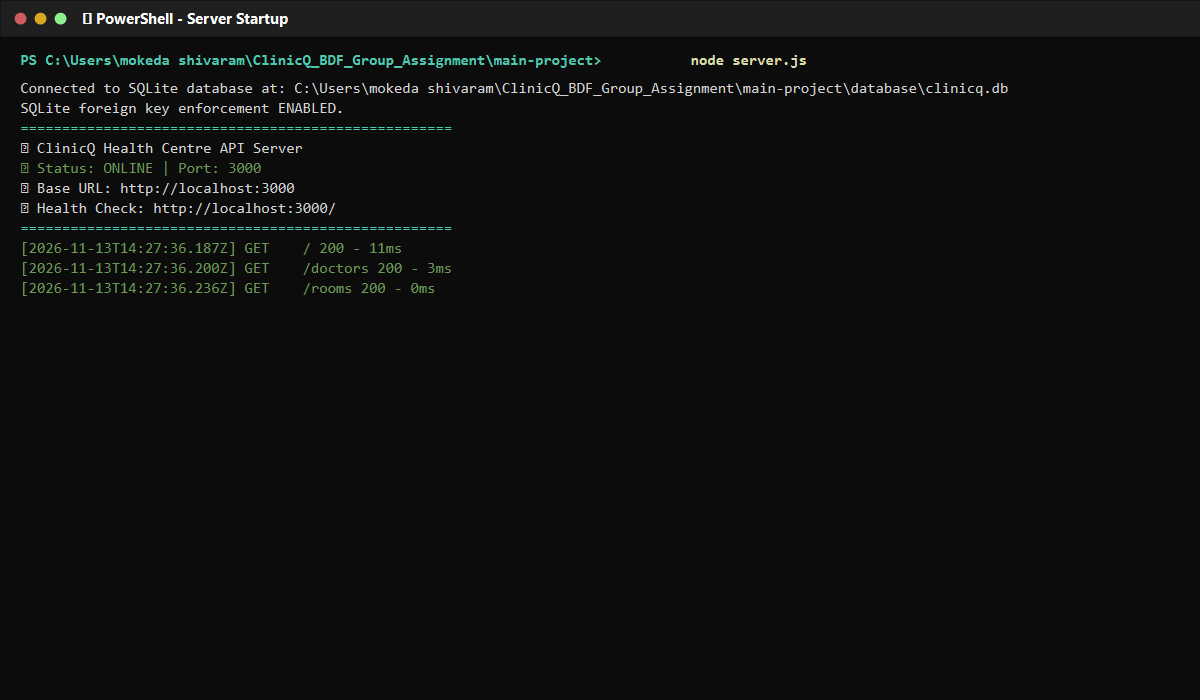 PowerShell - Server Startup
PS C:\Users\mokeda shivaram\ClinicQ_BDF_Group_Assignment\main-project> node server.js
Connected to SQLite database at: C:\Users\mokeda shivaram\ClinicQ_BDF_Group_Assignment\main-project\database\clinicq.db
SQLite foreign key enforcement ENABLED.
====================================================
ClinicQ Health Centre API Server
Status: ONLINE | Port: 3000
Base URL: http://localhost:3000
Health Check: http://localhost:3000/
====================================================
[2026-11-13T14:27:36.187Z] GET    / 200 - 11ms
[2026-11-13T14:27:36.200Z] GET    /doctors 200 - 3ms
[2026-11-13T14:27:36.236Z] GET    /rooms 200 - 0ms